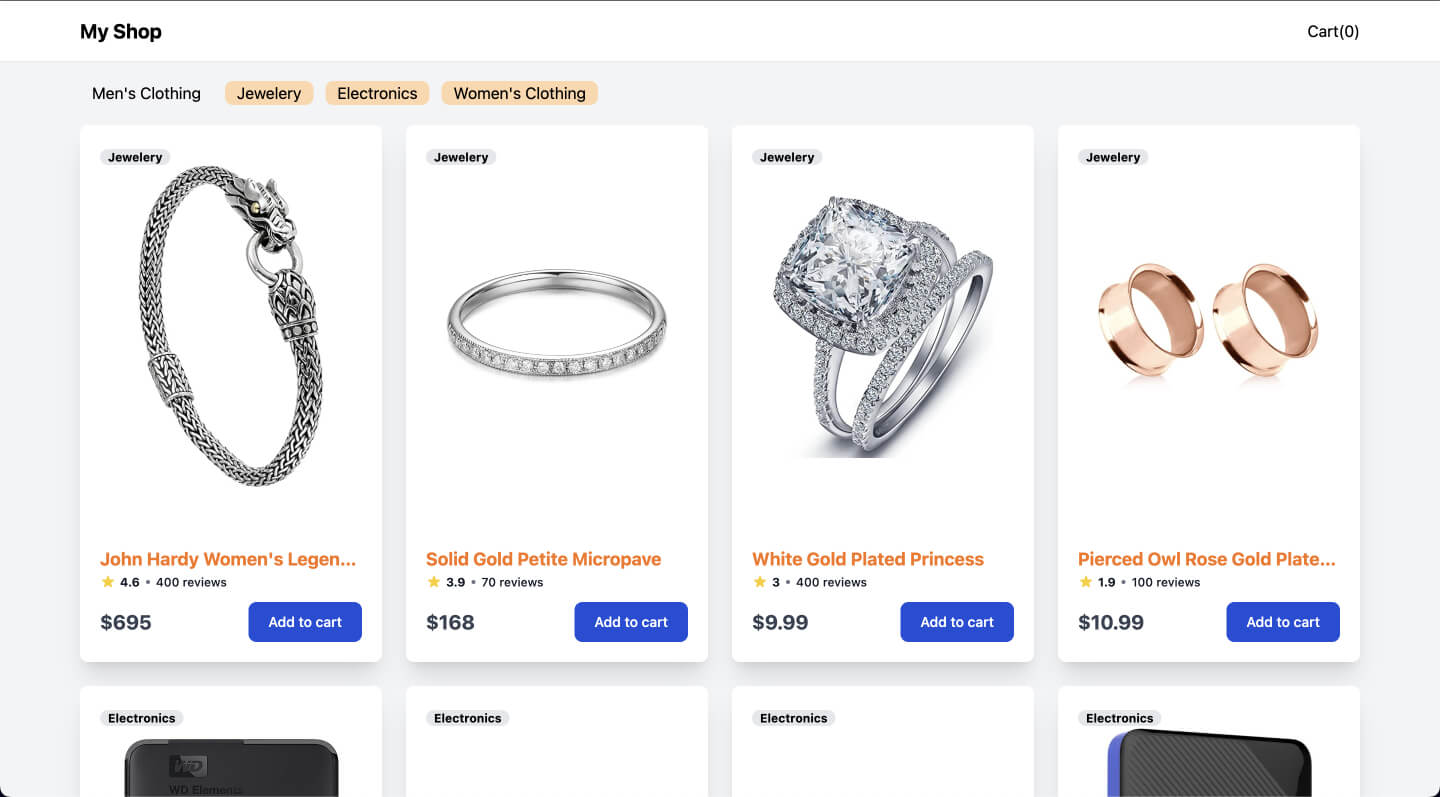 My Shop
Cart(0)
Men's Clothing Jewelery Electronics Women's Clothing
Jewelery Jewelery Jewelery Jewelery
John Hardy Women's Legen... Solid Gold Petite Micropave White Gold Plated Princess Pierced Owl Rose Gold Plate...
4.6 • 400 reviews 3.9 • 70 reviews 3 • 400 reviews 1.9 • 100 reviews
$695 Add to cart $168 Add to cart $9.99 Add to cart $10.99 Add to cart
Electronics Electronics Electronics Electronics
WD
WD Elements